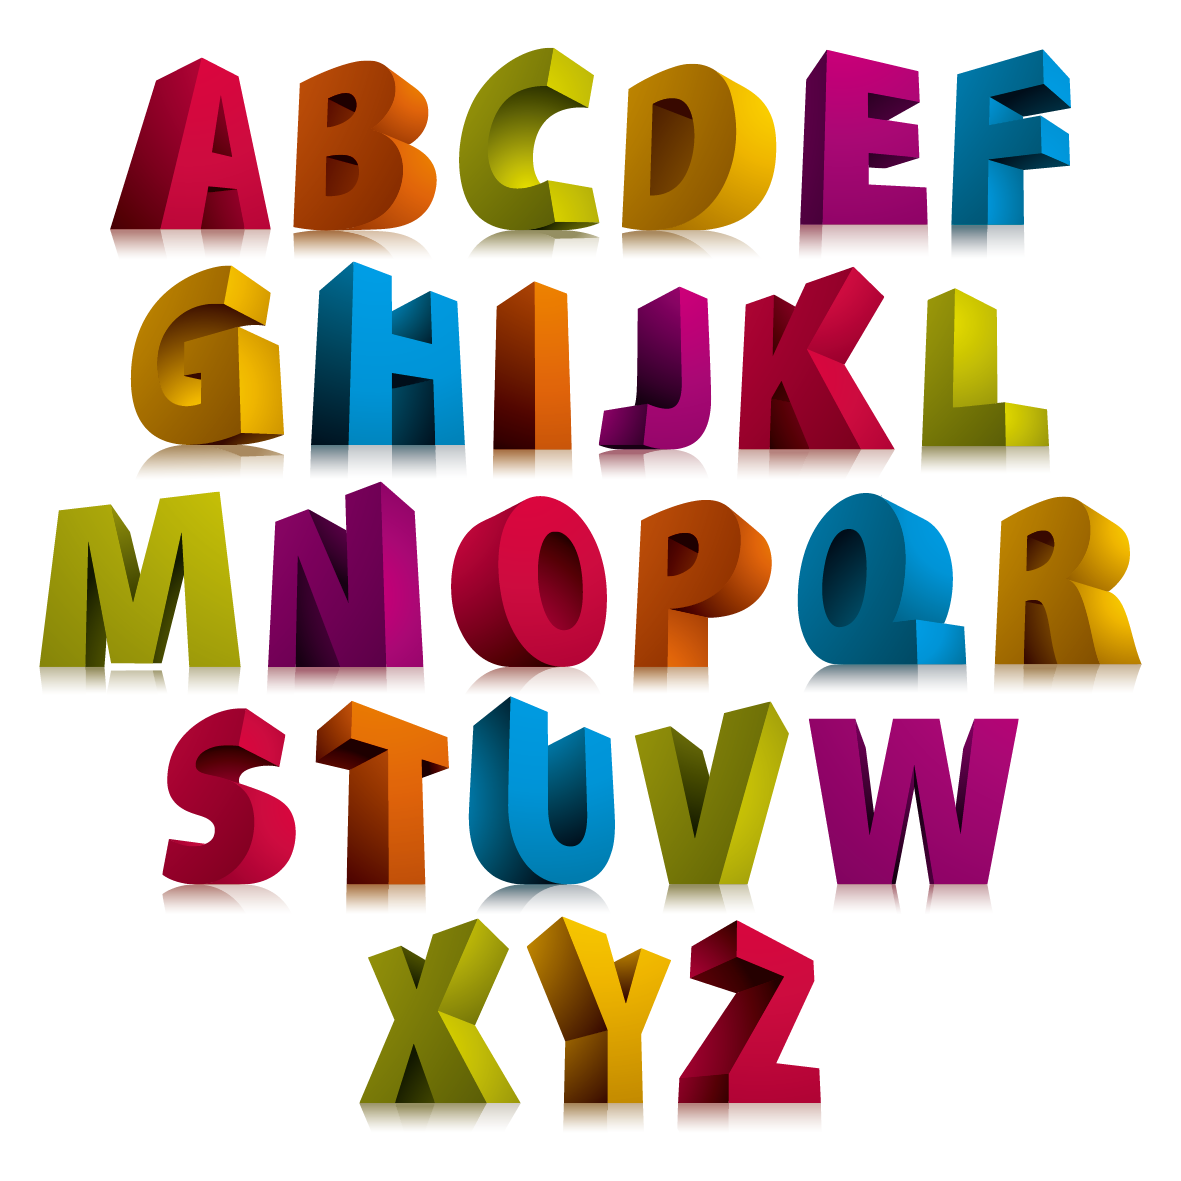 ABCDEF
GHIJKL
MNOPQR
STUVW
XYZ